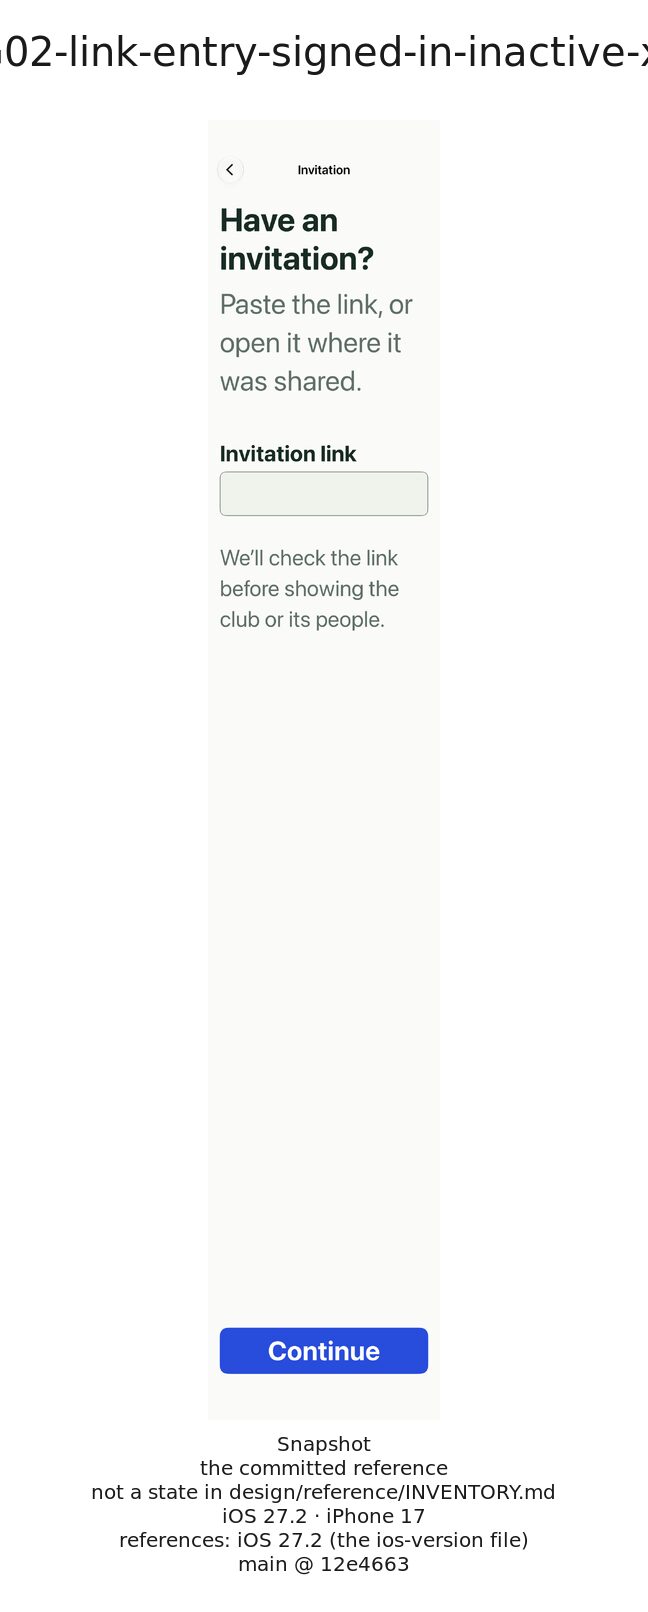 02-link-entry-signed-in-inactive-
Invitation
Have an
invitation?
Paste the link, or
open it where it
was shared.
Invitation link
We’ll check the link
before showing the
club or its people.
Continue
Snapshot
the committed reference
not a state in design/reference/INVENTORY.md
iOS 27.2 · iPhone 17
references: iOS 27.2 (the ios-version file)
main @ 12e4663